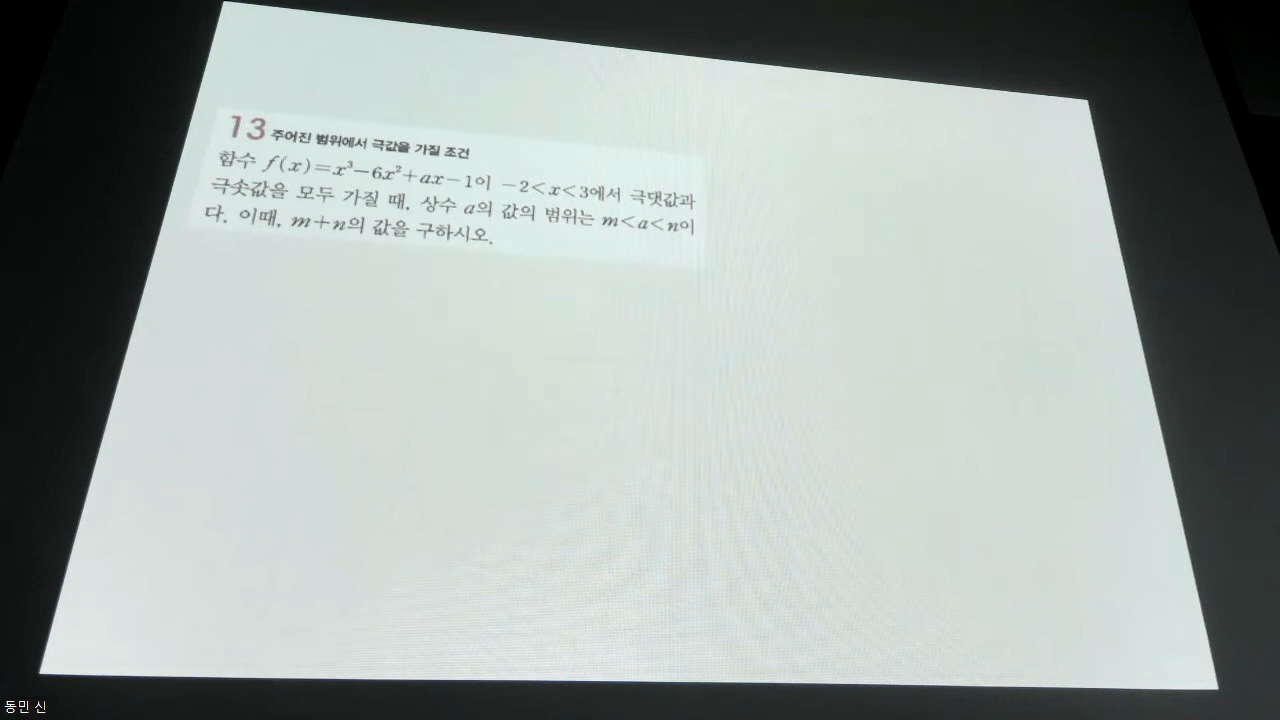 13 주어진 범위에서 극값을 가질 조건
함수 f(x)=x³-6x²+ax-1이 -2<x<3에서 극댓값과
극솟값을 모두 가질 때, 상수 a의 값의 범위는 m<a<n이
다. 이때, m+n의 값을 구하시오.
동민 신